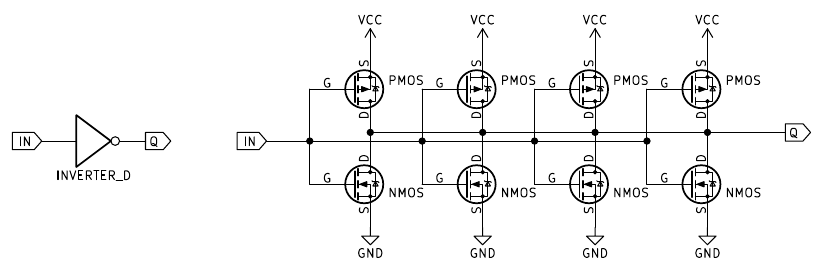 VCC VCC VCC VCC
S S S S
G PMOS G PMOS G PMOS G PMOS
D D D D
IN Q IN Q
INVERTER_D
D D D D
G NMOS G NMOS G NMOS G NMOS
S S S S
GND GND GND GND